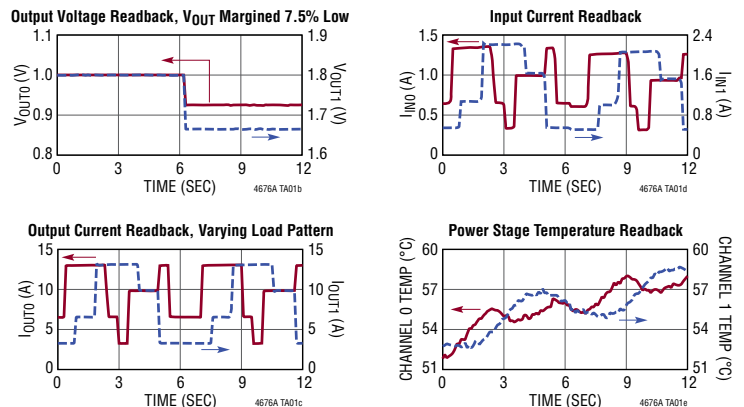 Output Voltage Readback, VOUT Margined 7.5% Low
1.1
1.0
0.9
0.8
VOUT0 (V)
1.9
1.8
1.7
1.6
VOUT1 (V)
0 3 6 9 12
TIME (SEC)
4676A TA01b
Input Current Readback
1.5
1.0
0.5
0
IIN0 (A)
2.4
1.6
0.8
0
IIN1 (A)
0 3 6 9 12
TIME (SEC)
4676A TA01d
Output Current Readback, Varying Load Pattern
15
10
5
0
IOUT0 (A)
15
10
5
0
IOUT1 (A)
0 3 6 9 12
TIME (SEC)
4676A TA01c
Power Stage Temperature Readback
60
57
54
51
CHANNEL 0 TEMP (°C)
60
57
54
51
CHANNEL 1 TEMP (°C)
0 3 6 9 12
TIME (SEC)
4676A TA01e